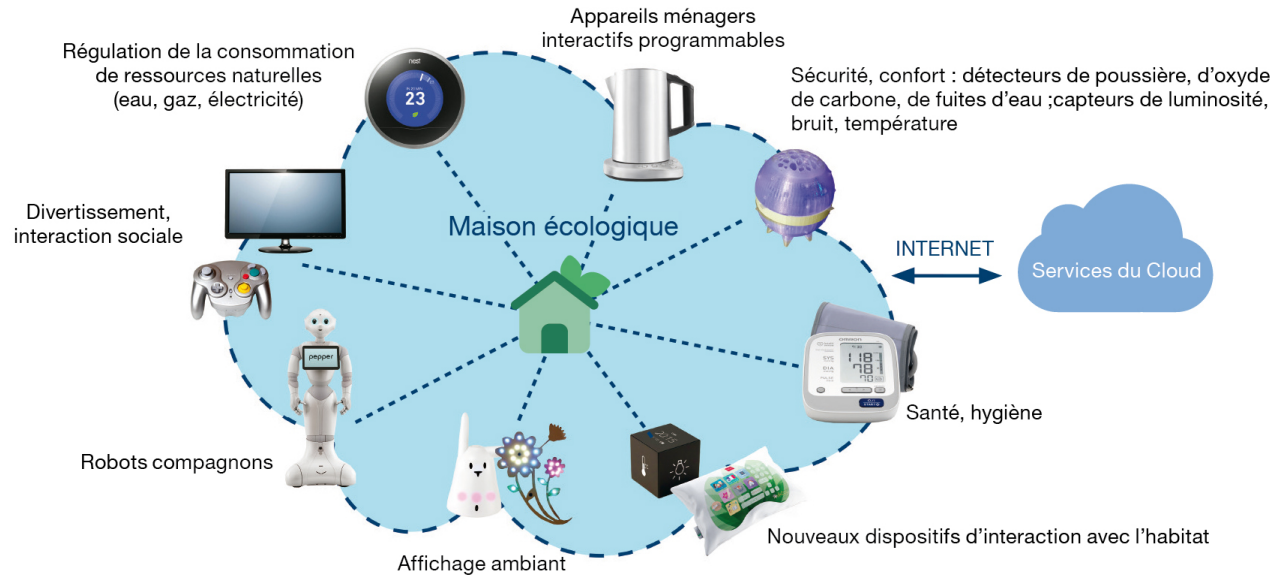 Appareils ménagers
interactifs programmables
Régulation de la consommation
de ressources naturelles
(eau, gaz, électricité)
nest
23
Sécurité, confort : détecteurs de poussière, d'oxyde
de carbone, de fuites d'eau ;capteurs de luminosité,
bruit, température
Divertissement,
interaction sociale
Maison écologique
INTERNET
Services du Cloud
pepper
OMRON
SYS
118
DIA
78
70
Santé, hygiène
Robots compagnons
2015
Nouveaux dispositifs d'interaction avec l'habitat
Affichage ambiant